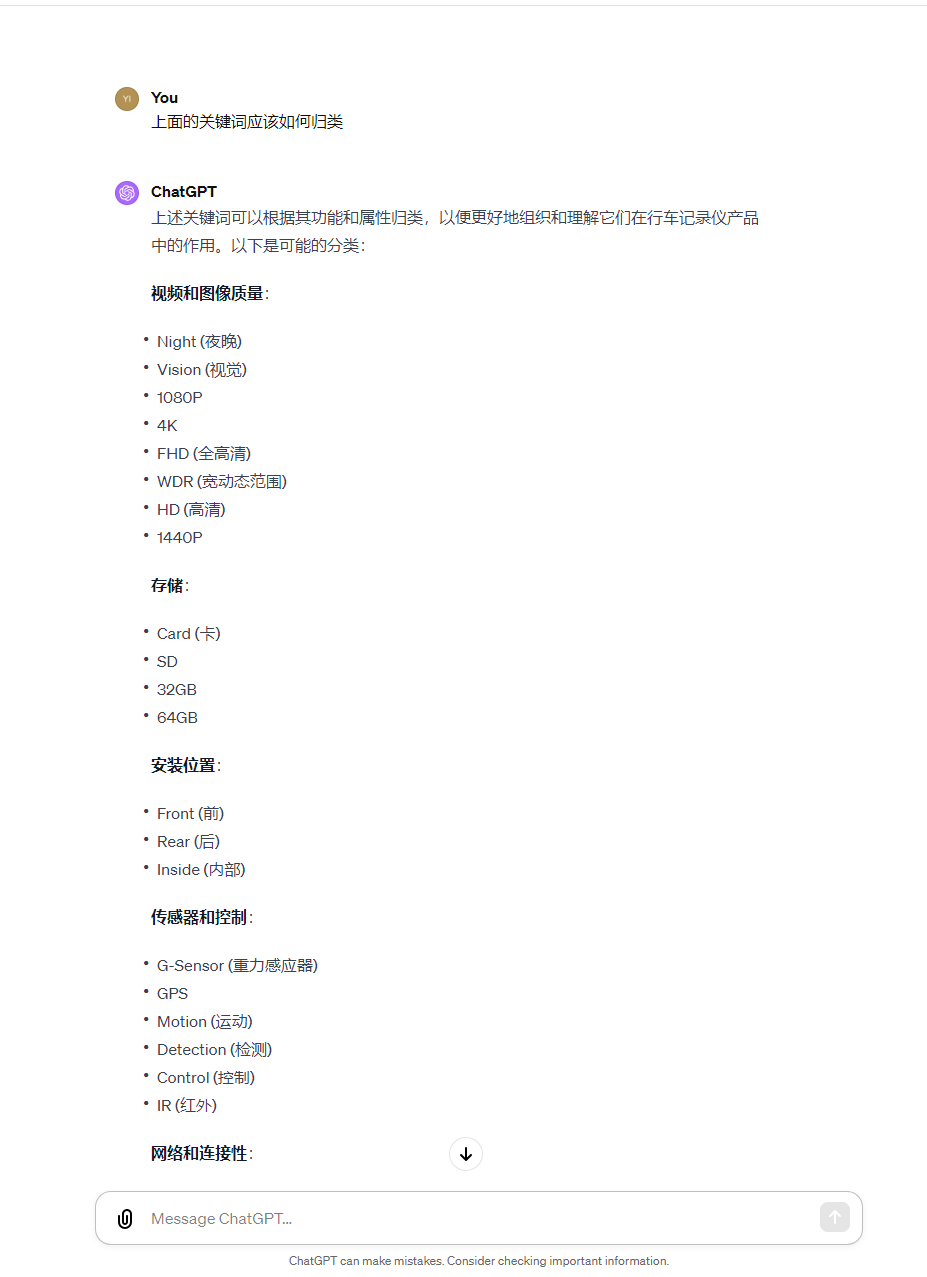 YI
You
上面的关键词应该如何归类
ChatGPT
上述关键词可以根据其功能和属性归类，以便更好地组织和理解它们在行车记录仪产品
中的作用。以下是可能的分类：
视频和图像质量：
• Night (夜晚)
• Vision (视觉)
• 1080P
• 4K
• FHD (全高清)
• WDR (宽动态范围)
• HD (高清)
• 1440P
存储：
• Card (卡)
• SD
• 32GB
• 64GB
安装位置：
• Front (前)
• Rear (后)
• Inside (内部)
传感器和控制：
• G-Sensor (重力感应器)
• GPS
• Motion (运动)
• Detection (检测)
• Control (控制)
• IR (红外)
网络和连接性：
Message ChatGPT...
ChatGPT can make mistakes. Consider checking important information.